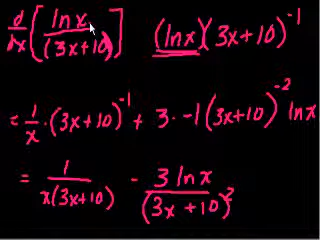 d/dx [ln x / (3x+10)] (ln x)(3x+10)^-1
= 1/x · (3x+10)^-1 + 3 · -1(3x+10)^-2 ln x
= 1 / x(3x+10) - 3 ln x / (3x+10)^2